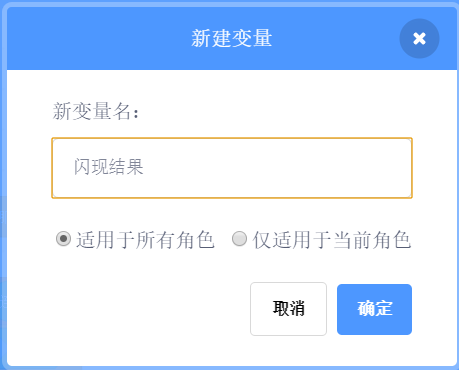 新建变量
新变量名：
闪现结果
适用于所有角色 仅适用于当前角色
取消 确定